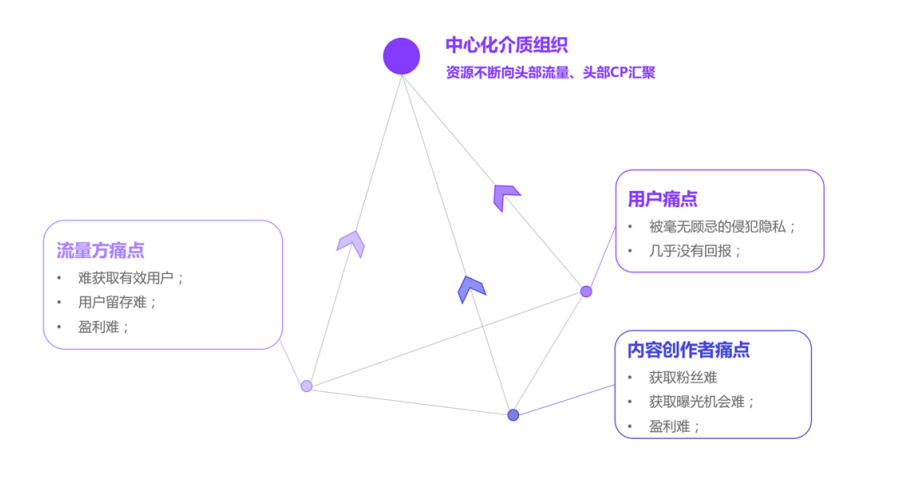 中心化介质组织
资源不断向头部流量、头部CP汇聚
用户痛点
• 被毫无顾忌的侵犯隐私；
• 几乎没有回报；
流量方痛点
• 难获取有效用户；
• 用户留存难；
• 盈利难；
内容创作者痛点
• 获取粉丝难
• 获取曝光机会难；
• 盈利难；